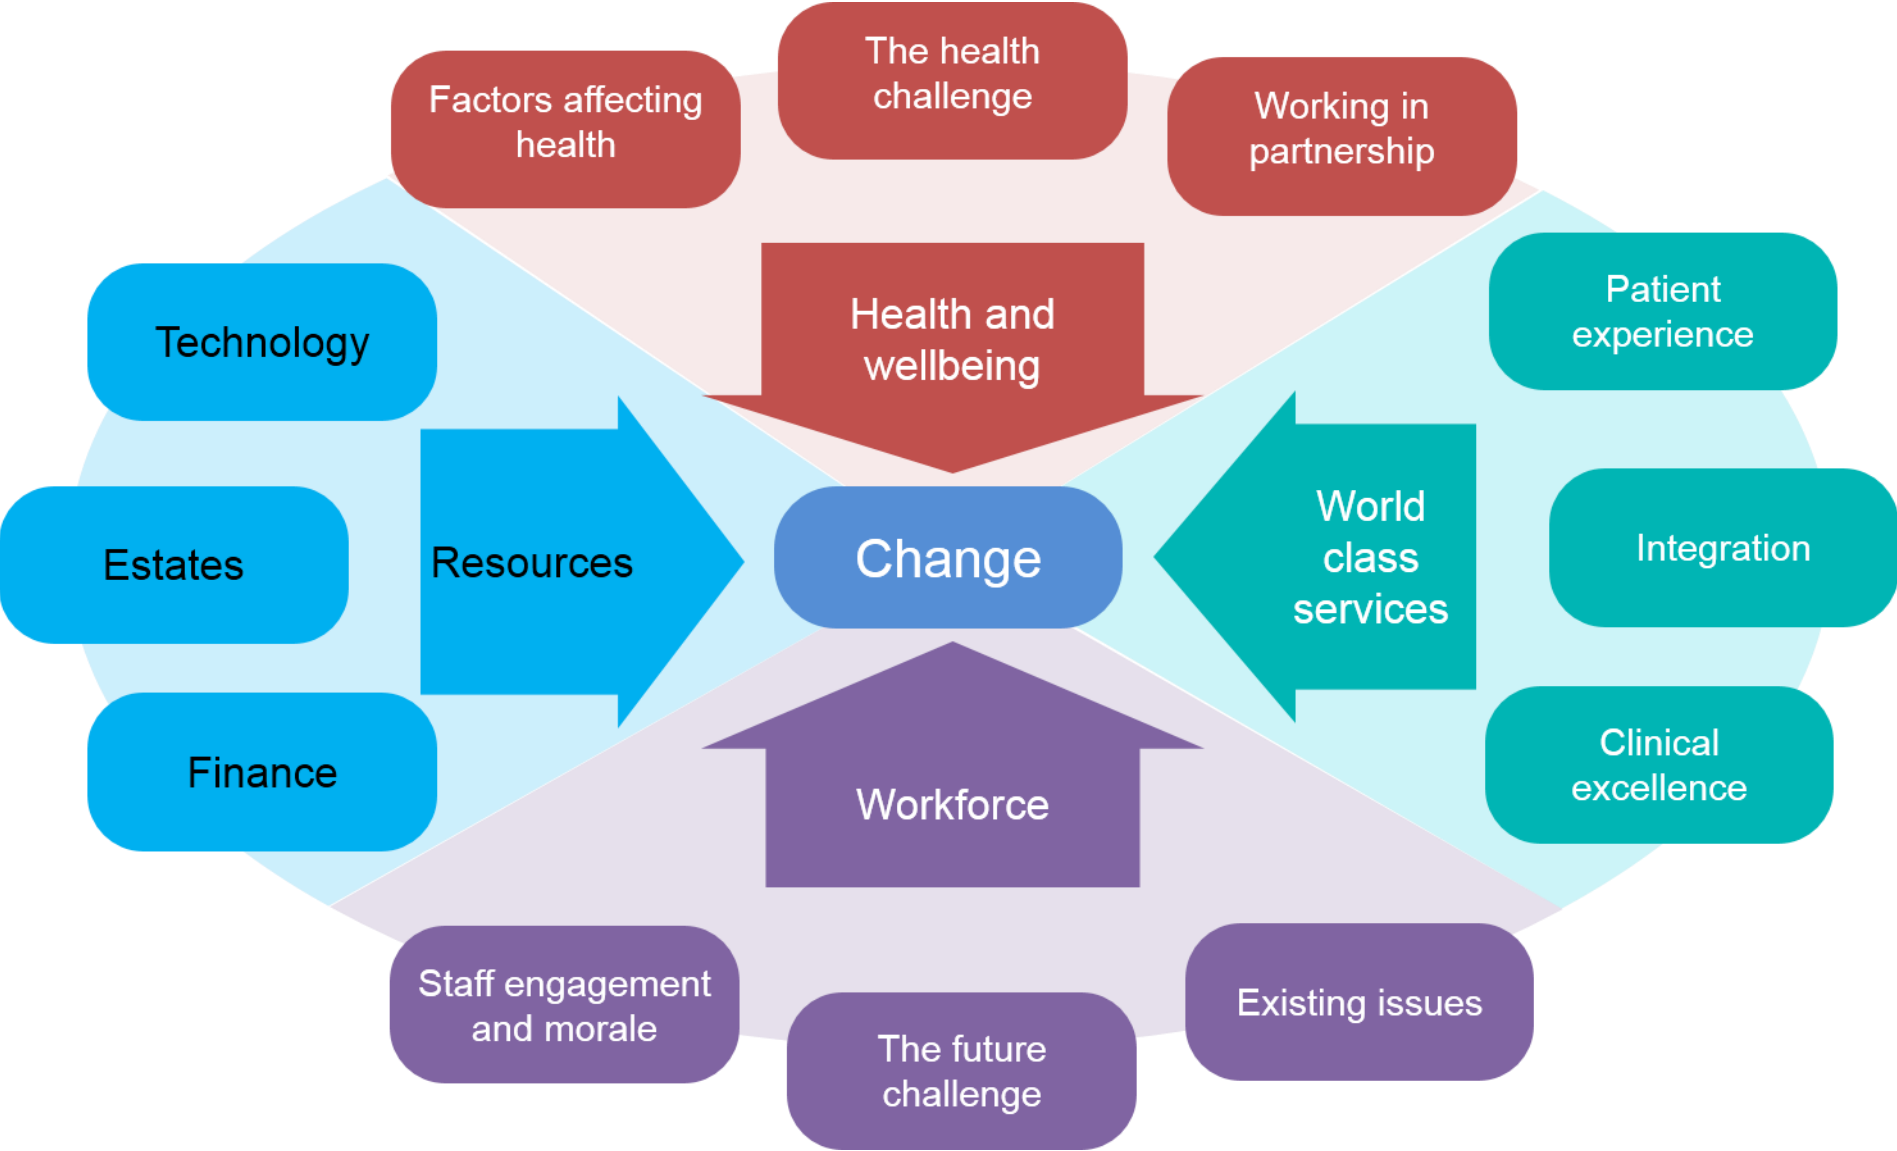 The health
challenge
Factors affecting
health
Working in
partnership
Health and
wellbeing
Patient
experience
Technology
World
class
services
Integration
Change
Resources
Estates
Clinical
excellence
Finance
Workforce
Staff engagement
and morale
Existing issues
The future
challenge